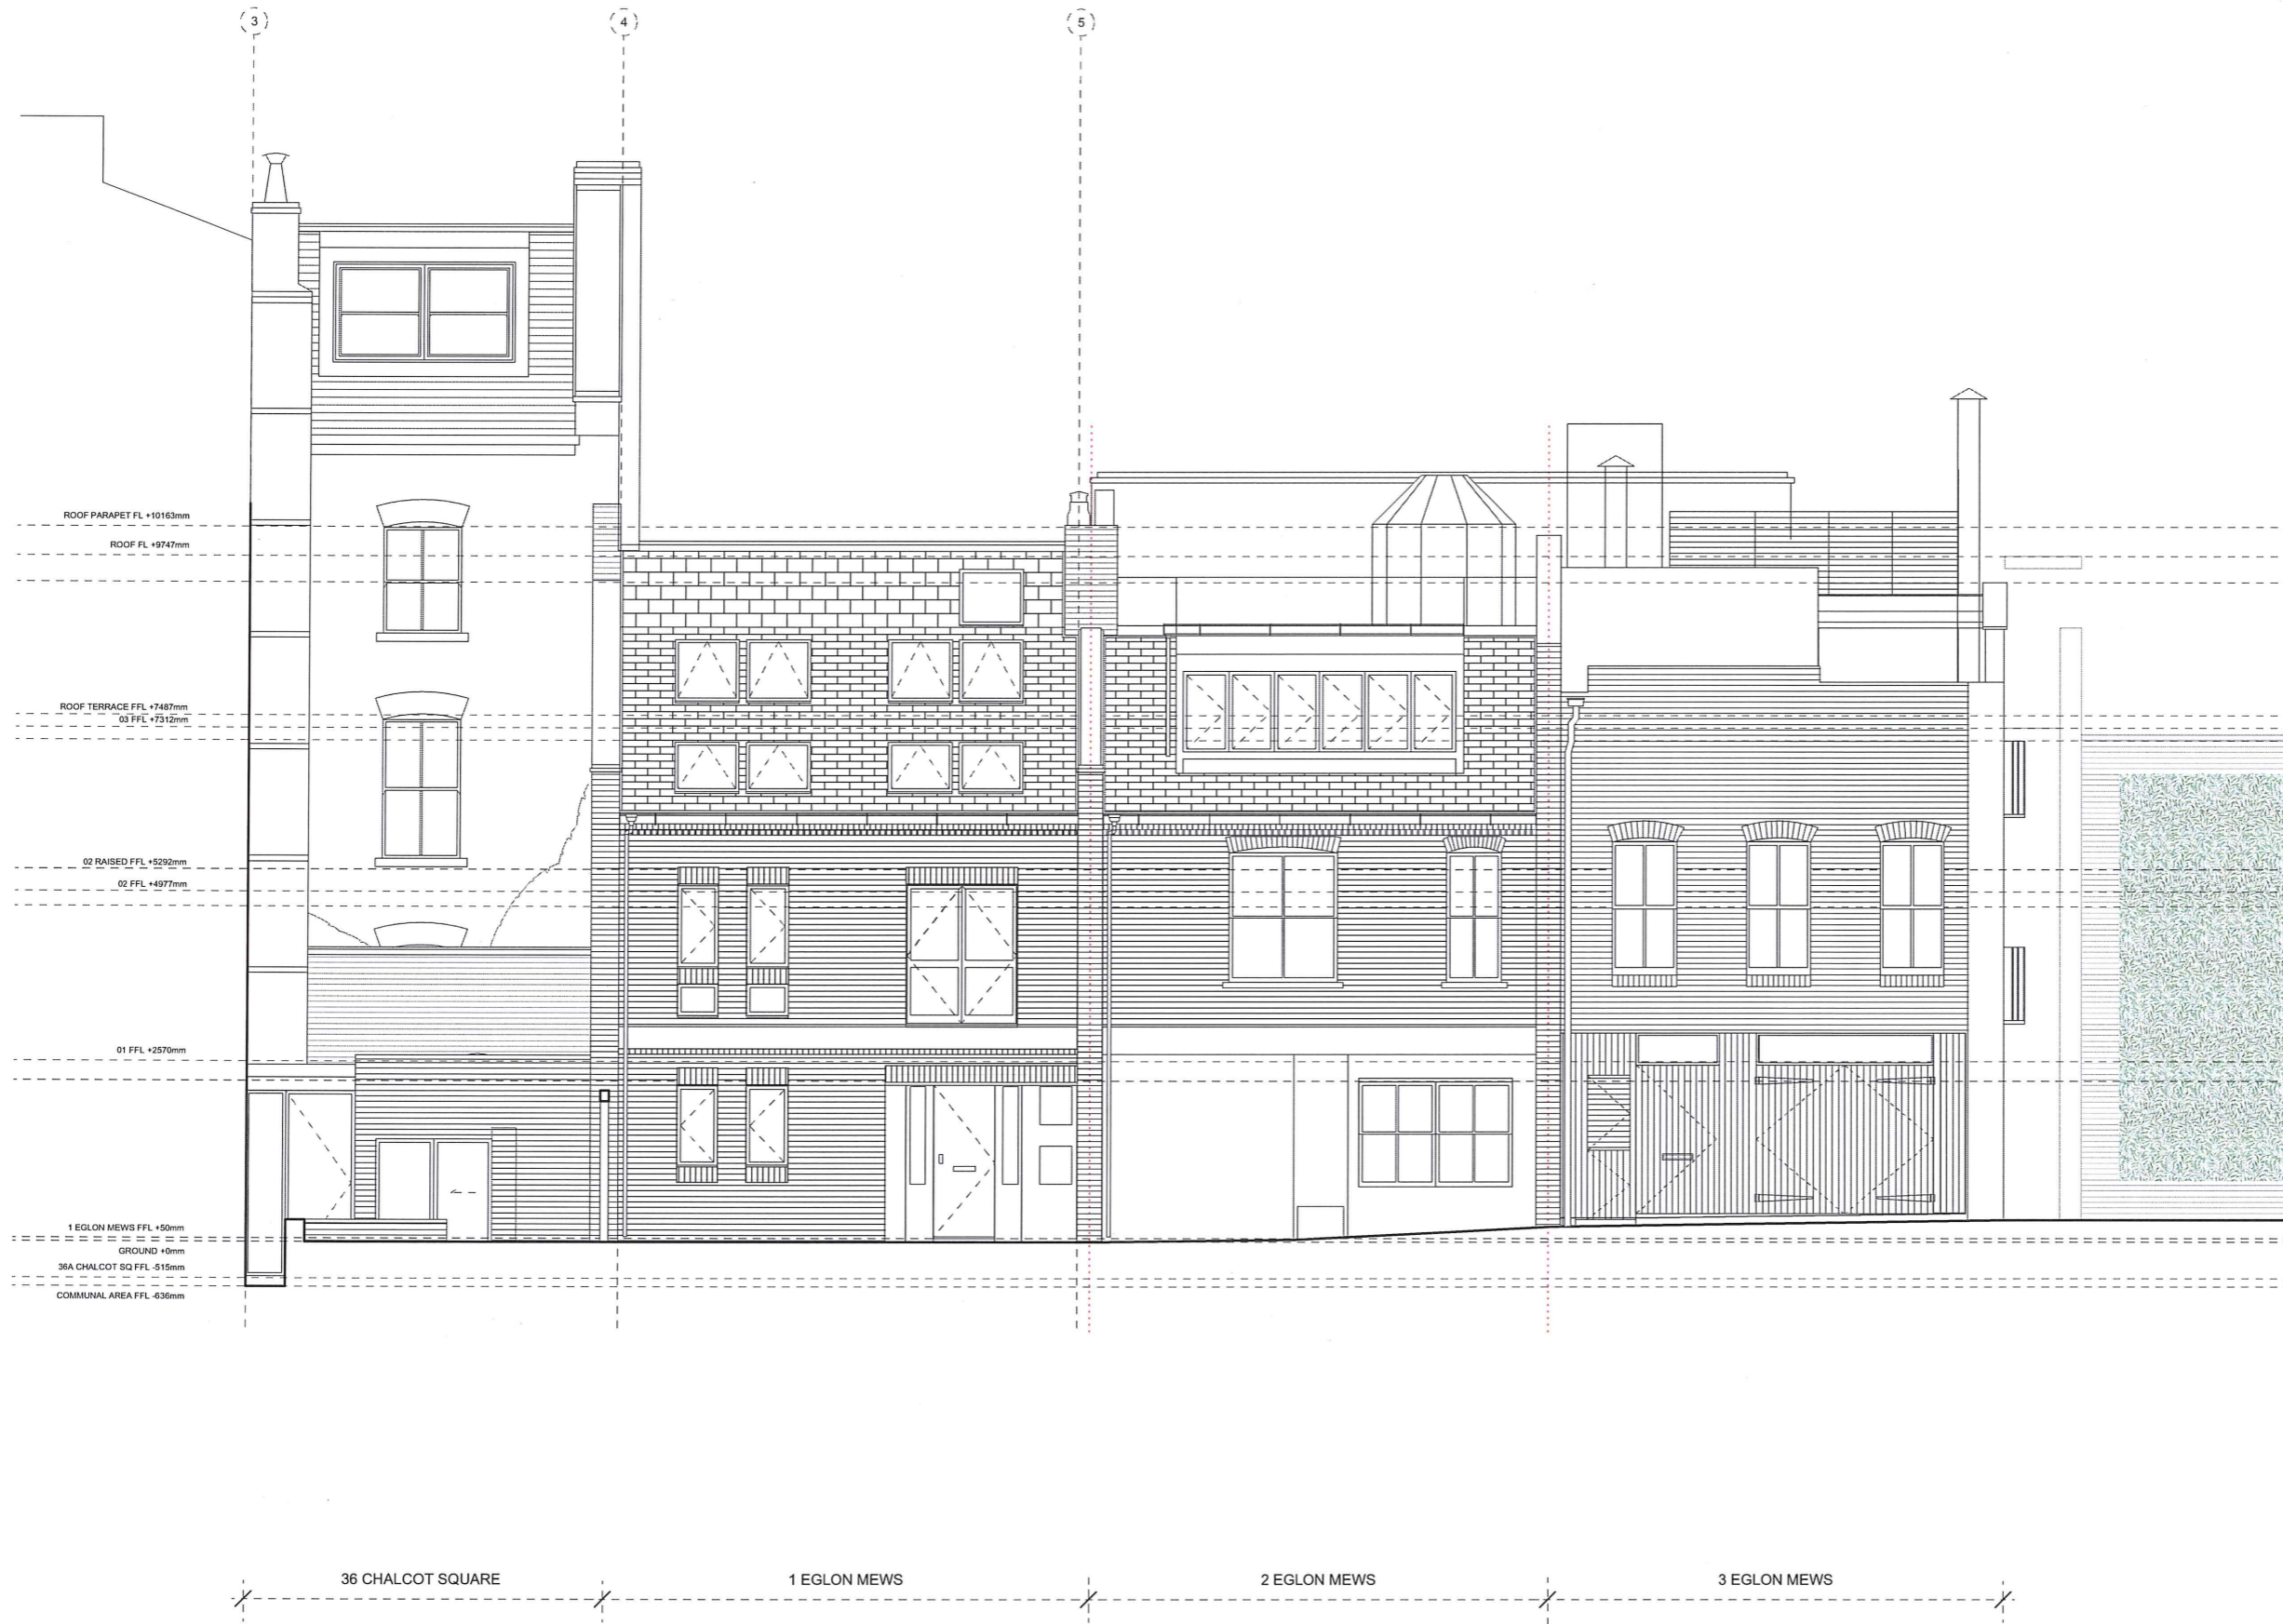 3
4
5
ROOF PARAPET FL +10163mm
ROOF FL +9747mm
ROOF TERRACE FFL +7487mm
03 FFL +7312mm
02 RAISED FFL +5292mm
02 FFL +4977mm
01 FFL +2570mm
1 EGLON MEWS FFL +50mm
GROUND +0mm
36A CHALCOT SQ FFL -515mm
COMMUNAL AREA FFL -636mm
36 CHALCOT SQUARE
1 EGLON MEWS
2 EGLON MEWS
3 EGLON MEWS